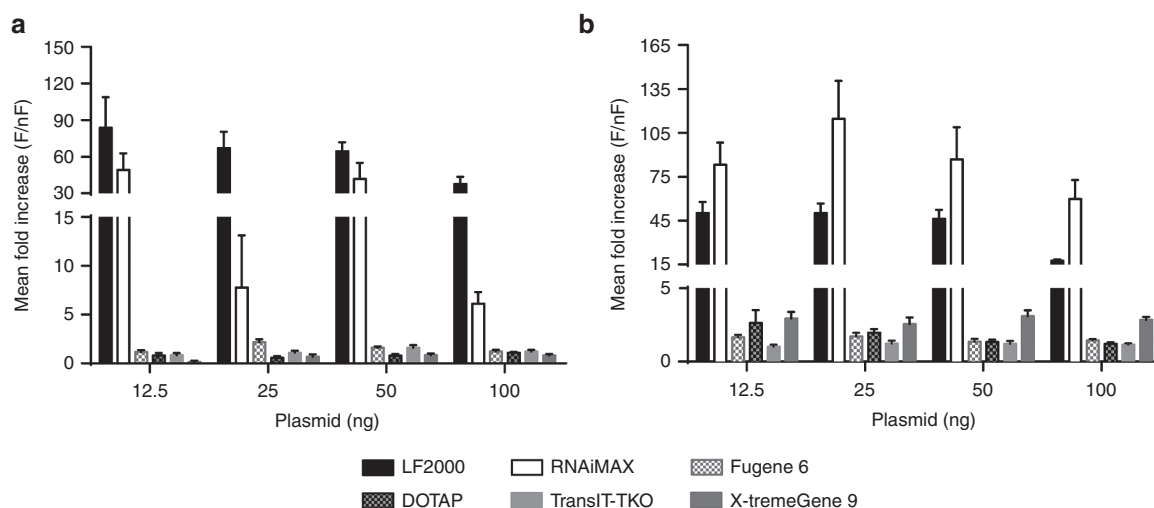 a
150
120
90
60
30
15
10
5
0
Mean fold increase (F/nF)
12.5 25 50 100
Plasmid (ng)
b
165
135
105
75
45
15
5
0
Mean fold increase (F/nF)
12.5 25 50 100
Plasmid (ng)
LF2000 RNAiMAX Fugene 6
DOTAP TransIT-TKO X-tremeGene 9